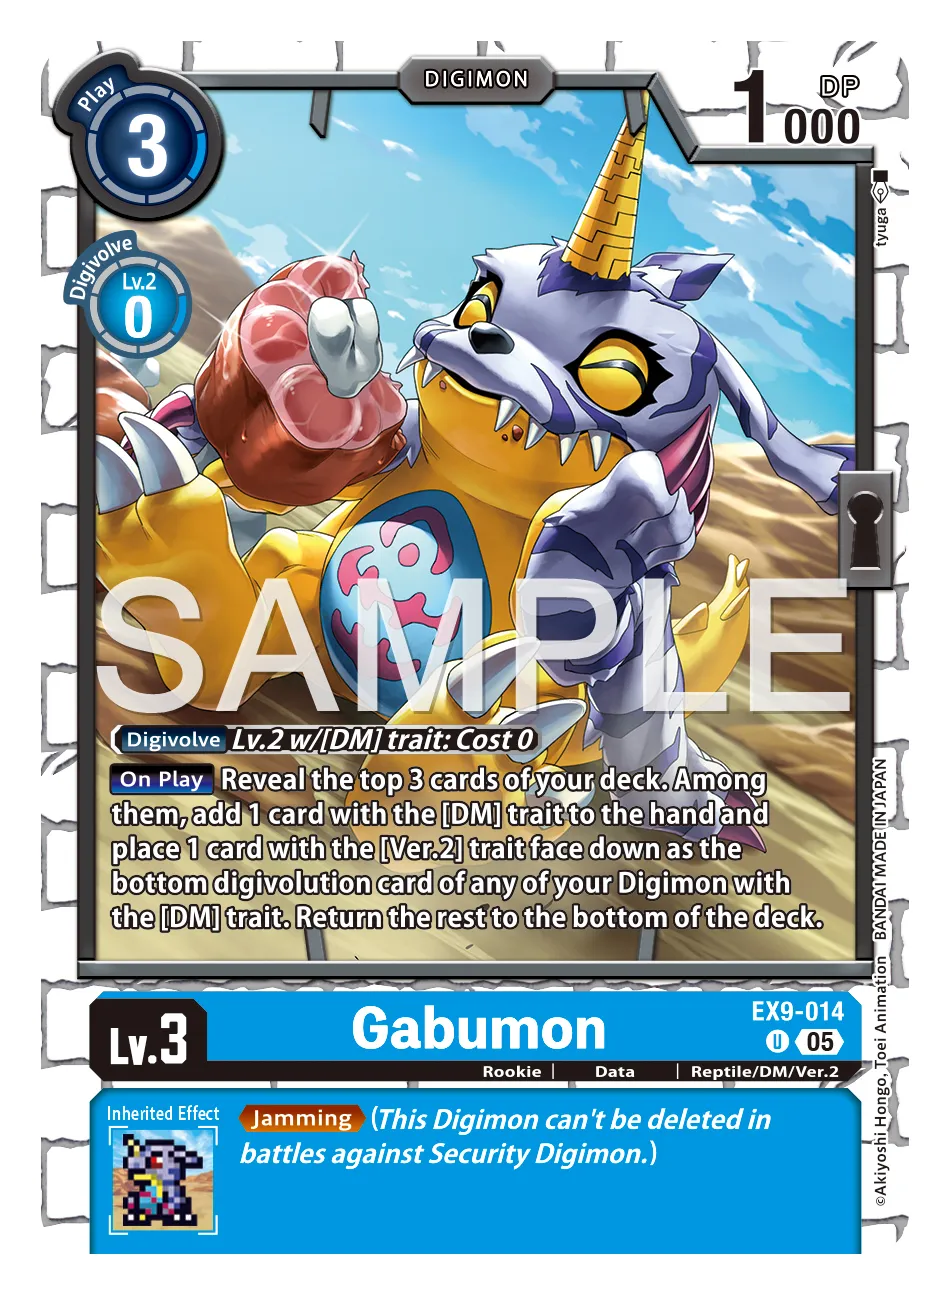 DIGIMON
Play
3
DP
1000
Digivolve
Lv.2
0
tyuga
SAMPLE
Digivolve Lv.2 w/[DM] trait: Cost 0
On Play Reveal the top 3 cards of your deck. Among
them, add 1 card with the [DM] trait to the hand and
place 1 card with the [Ver.2] trait face down as the
bottom digivolution card of any of your Digimon with
the [DM] trait. Return the rest to the bottom of the deck.
©Akiyoshi Hongo, Toei Animation BANDAI MADE IN JAPAN
Lv.3
Gabumon
EX9-014
U 05
Rookie | Data | Reptile/DM/Ver.2
Inherited Effect
Jamming (This Digimon can't be deleted in
battles against Security Digimon.)